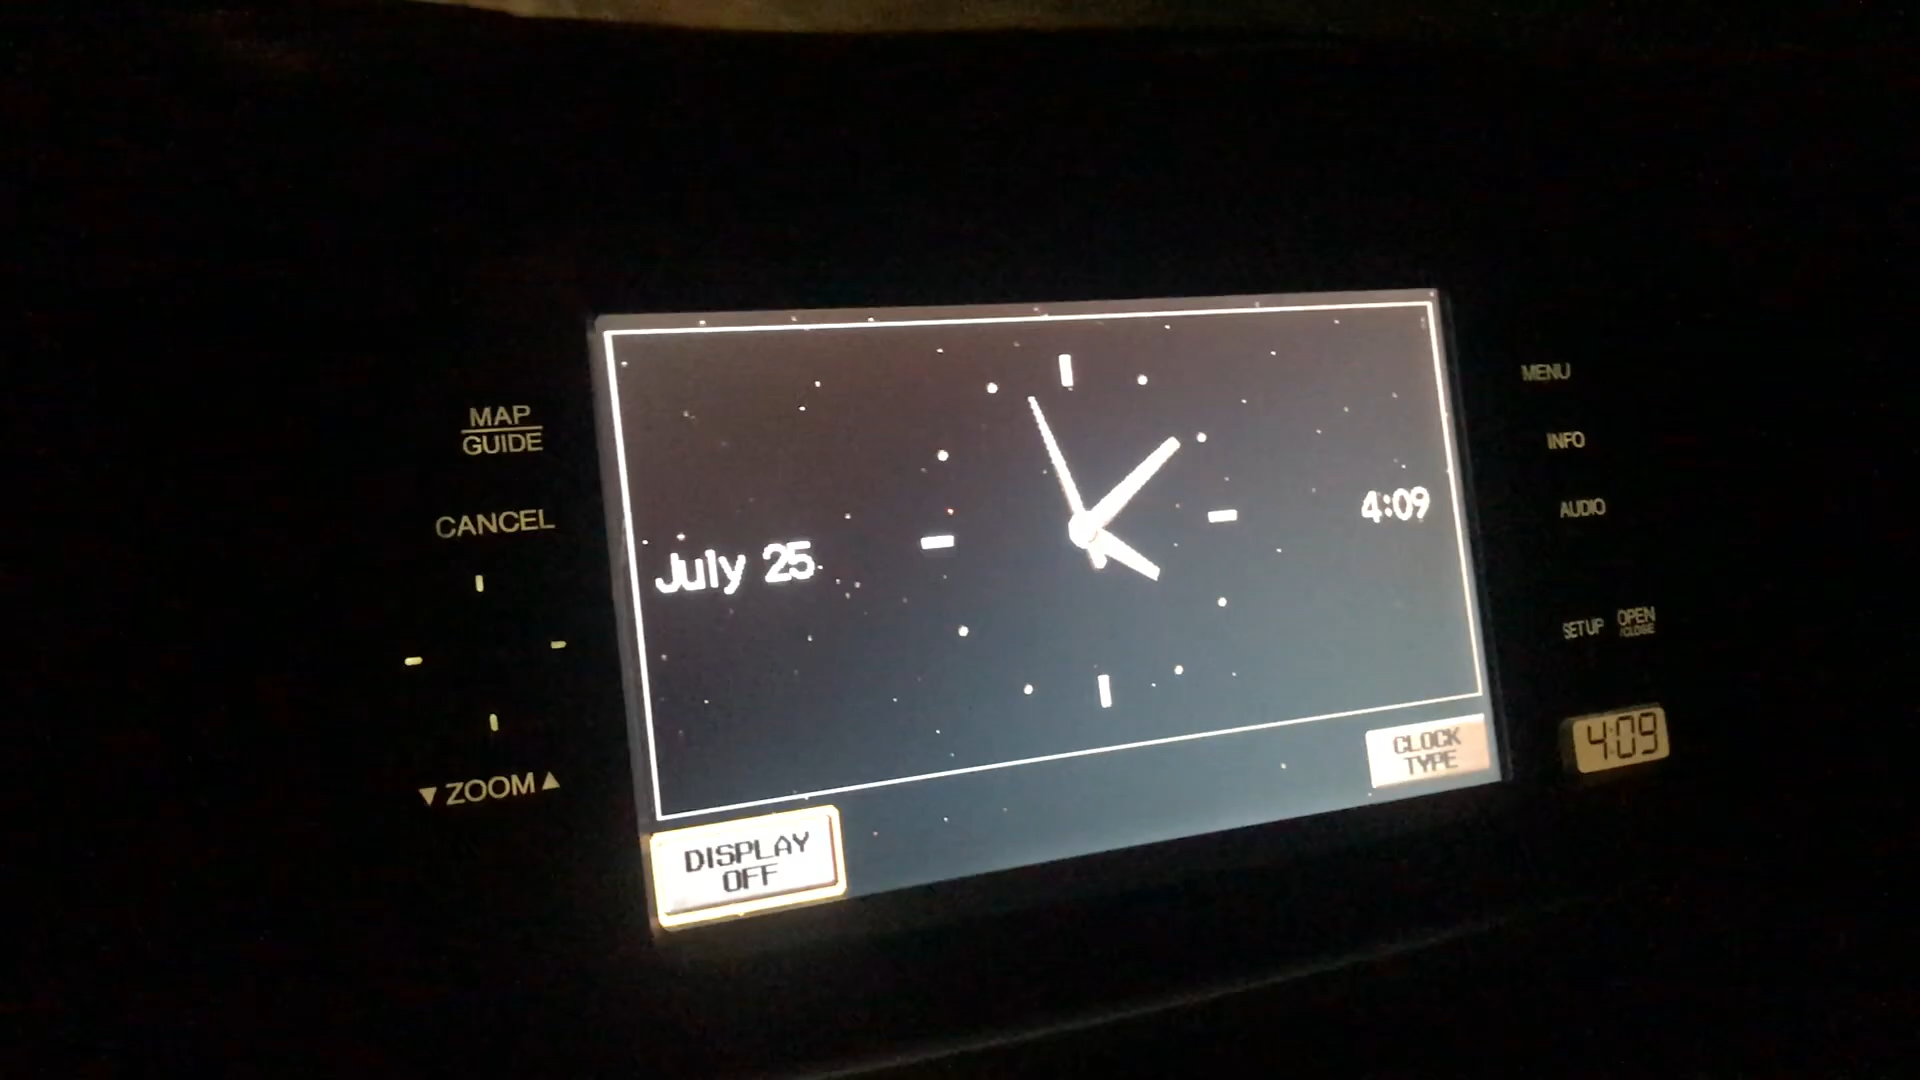 MAP
GUIDE
CANCEL
▼ ZOOM ▲
July 25
4:09
DISPLAY
OFF
CLOCK
TYPE
MENU
INFO
AUDIO
SETUP
OPEN
/CLOSE
4:09